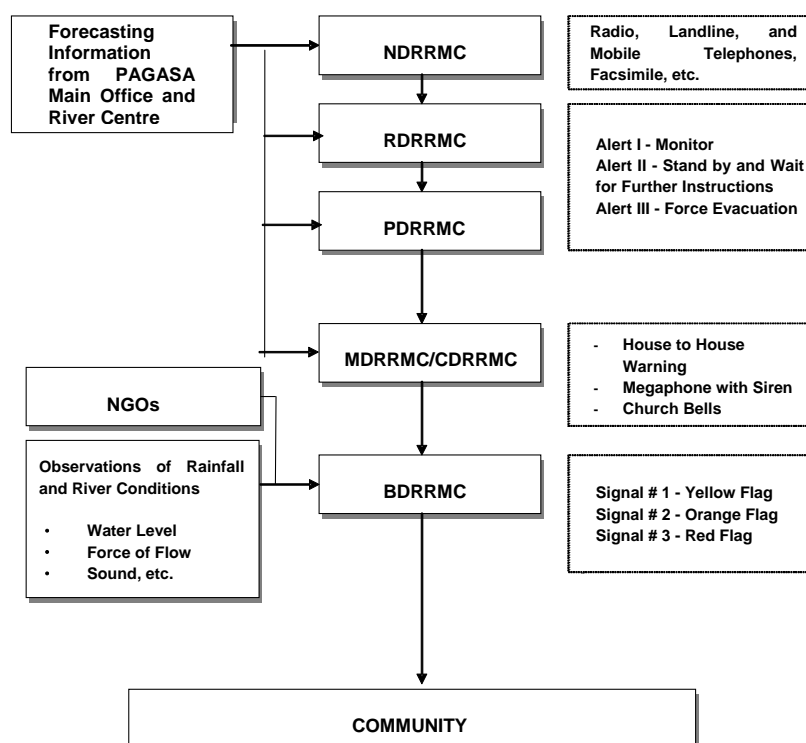 Forecasting
Information
from PAGASA
Main Office and
River Centre
NDRRMC
Radio, Landline, and
Mobile Telephones,
Facsimile, etc.
RDRRMC
Alert I - Monitor
Alert II - Stand by and Wait
for Further Instructions
Alert III - Force Evacuation
PDRRMC
MDRRMC/CDRRMC
- House to House
Warning
- Megaphone with Siren
- Church Bells
NGOs
Observations of Rainfall
and River Conditions
• Water Level
• Force of Flow
• Sound, etc.
BDRRMC
Signal # 1 - Yellow Flag
Signal # 2 - Orange Flag
Signal # 3 - Red Flag
COMMUNITY